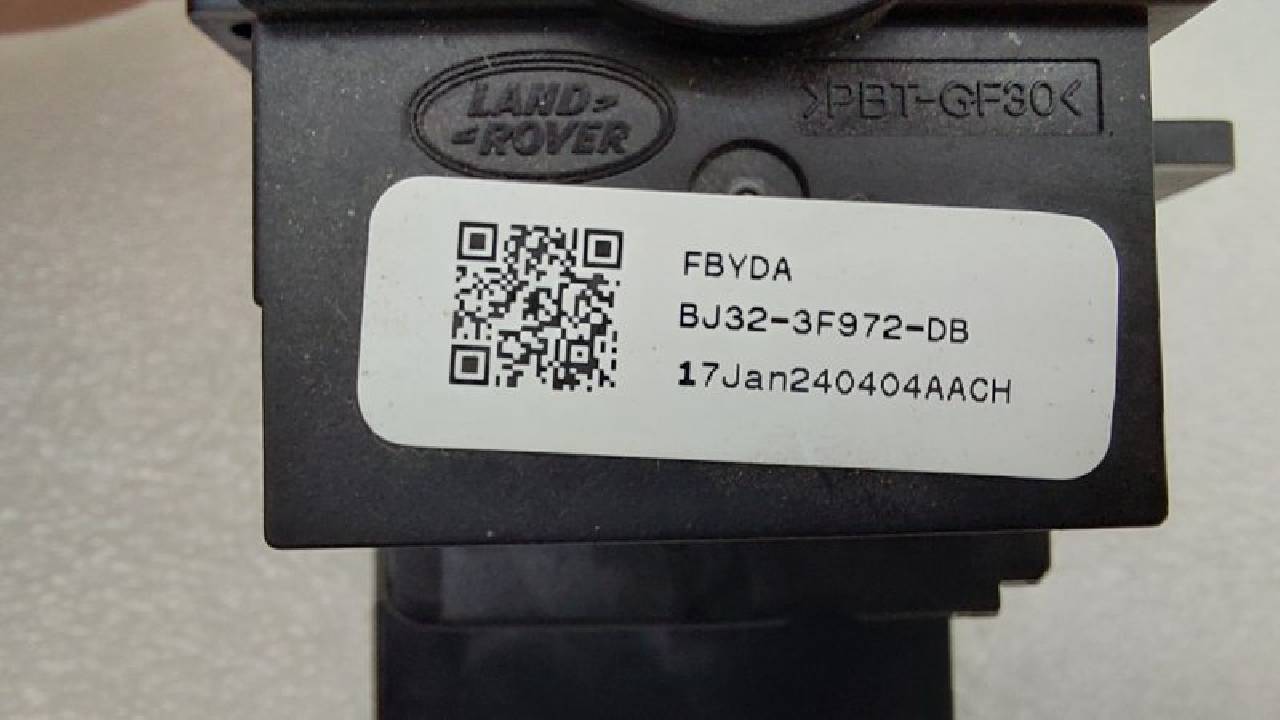 LAND
ROVER
>PBT-GF30<
FBYDA
BJ32-3F972-DB
17Jan240404AACH